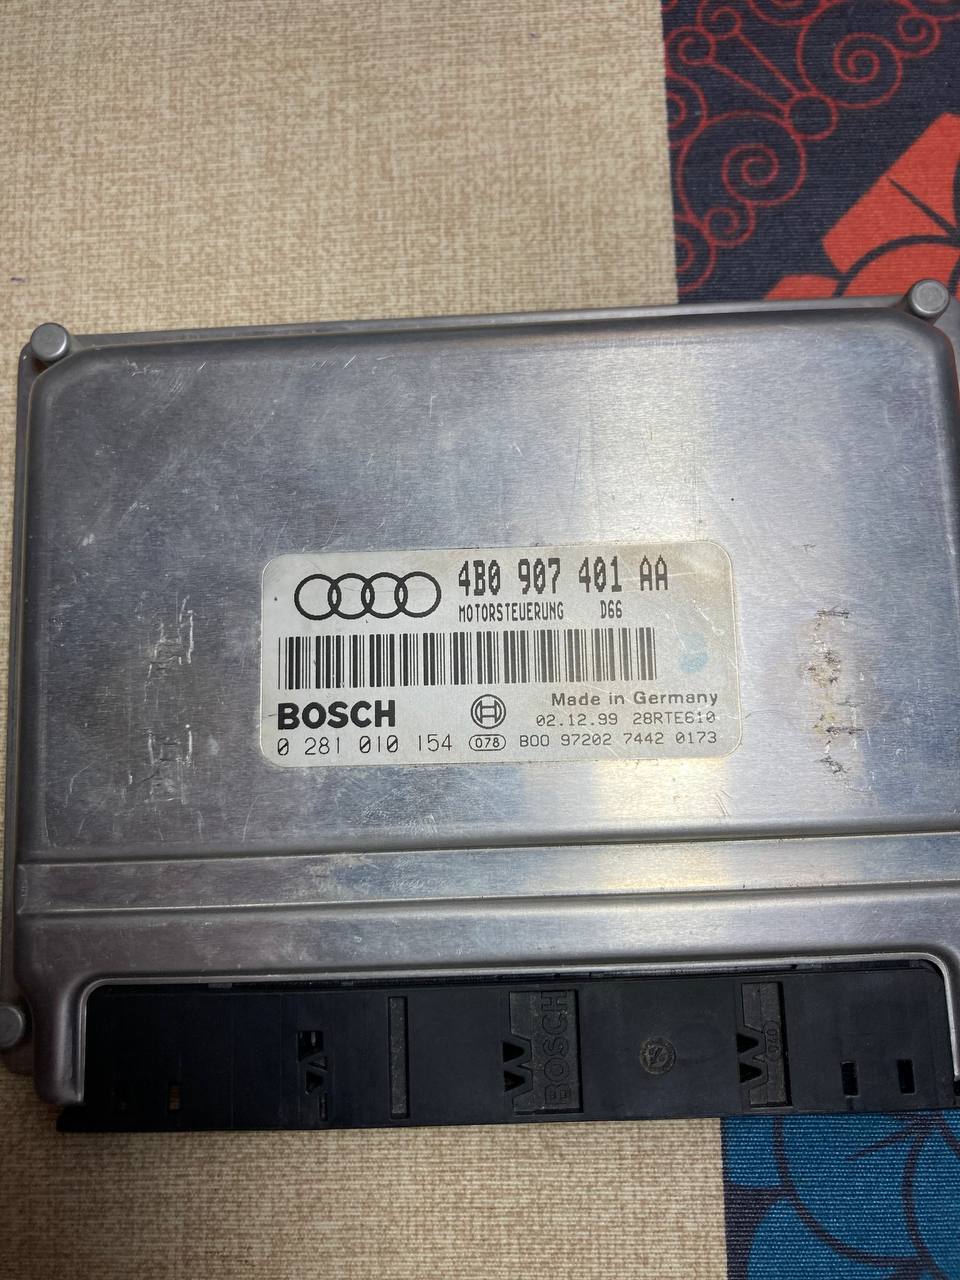 4B0 907 401 AA
MOTORSTEUERUNG D66
BOSCH
Made in Germany
02.12.99 28RTE610
0 281 010 154 078 B00 97202 7442 0173
BOSCH
040